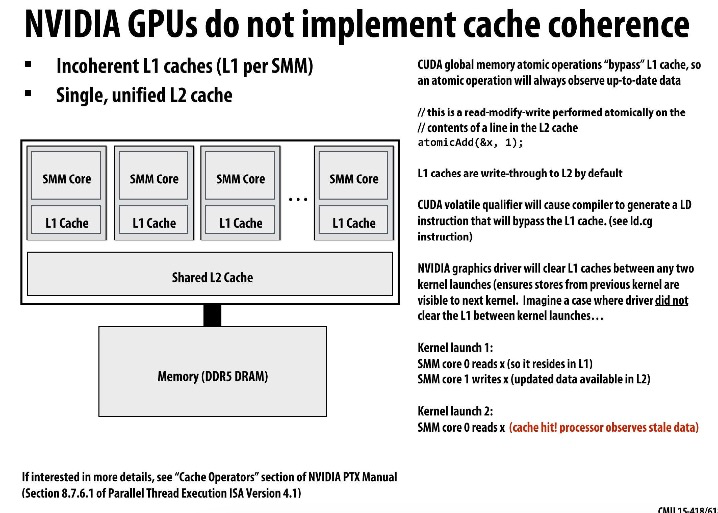 NVIDIA GPUs do not implement cache coherence
▪ Incoherent L1 caches (L1 per SMM)
▪ Single, unified L2 cache
SMM Core
SMM Core
SMM Core
...
SMM Core
L1 Cache
L1 Cache
L1 Cache
L1 Cache
Shared L2 Cache
Memory (DDR5 DRAM)
CUDA global memory atomic operations “bypass” L1 cache, so
an atomic operation will always observe up-to-date data
// this is a read-modify-write performed atomically on the
// contents of a line in the L2 cache
atomicAdd(&x, 1);
L1 caches are write-through to L2 by default
CUDA volatile qualifier will cause compiler to generate a LD
instruction that will bypass the L1 cache. (see ld.cg
instruction)
NVIDIA graphics driver will clear L1 caches between any two
kernel launches (ensures stores from previous kernel are
visible to next kernel. Imagine a case where driver did not
clear the L1 between kernel launches…
Kernel launch 1:
SMM core 0 reads x (so it resides in L1)
SMM core 1 writes x (updated data available in L2)
Kernel launch 2:
SMM core 0 reads x (cache hit! processor observes stale data)
If interested in more details, see “Cache Operators” section of NVIDIA PTX Manual
(Section 8.7.6.1 of Parallel Thread Execution ISA Version 4.1)